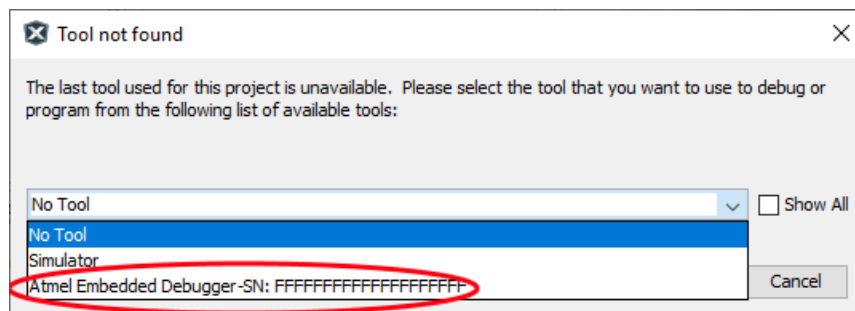 Tool not found
The last tool used for this project is unavailable. Please select the tool that you want to use to debug or
program from the following list of available tools:
No Tool
Show All
No Tool
Simulator
Atmel Embedded Debugger-SN: FFFFFFFFFFFFFFFFFFFF
Cancel